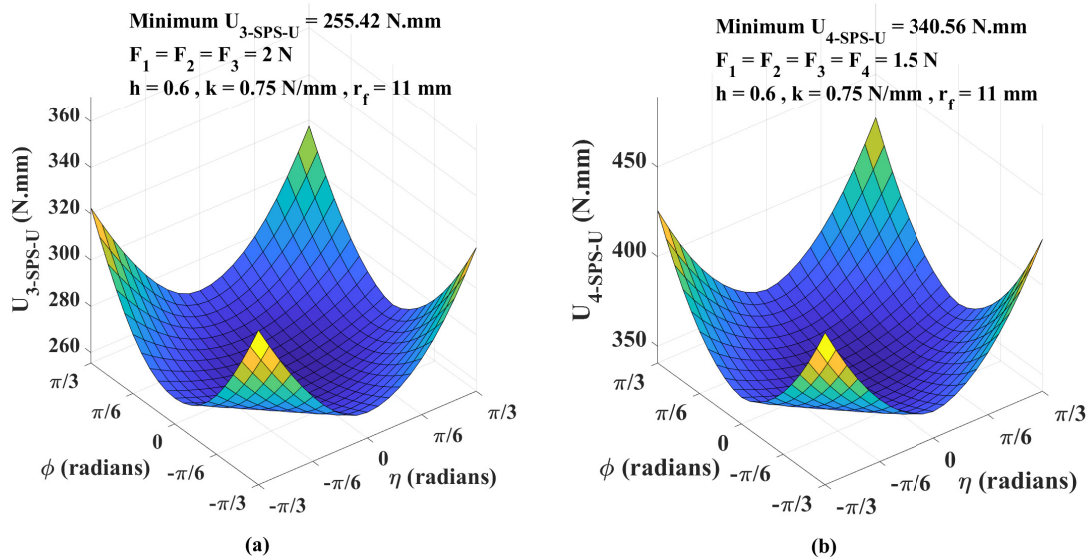 Minimum U3-SPS-U = 255.42 N.mm
F1 = F2 = F3 = 2 N
h = 0.6 , k = 0.75 N/mm , rf = 11 mm
360
340
320
300
280
260
U3-SPS-U (N.mm)
π/3
π/6
0
-π/6
-π/3
ϕ (radians)
-π/3
-π/6
0
π/6
π/3
η (radians)
(a)
Minimum U4-SPS-U = 340.56 N.mm
F1 = F2 = F3 = F4 = 1.5 N
h = 0.6 , k = 0.75 N/mm , rf = 11 mm
450
400
350
U4-SPS-U (N.mm)
π/3
π/6
0
-π/6
-π/3
ϕ (radians)
-π/3
-π/6
0
π/6
π/3
η (radians)
(b)